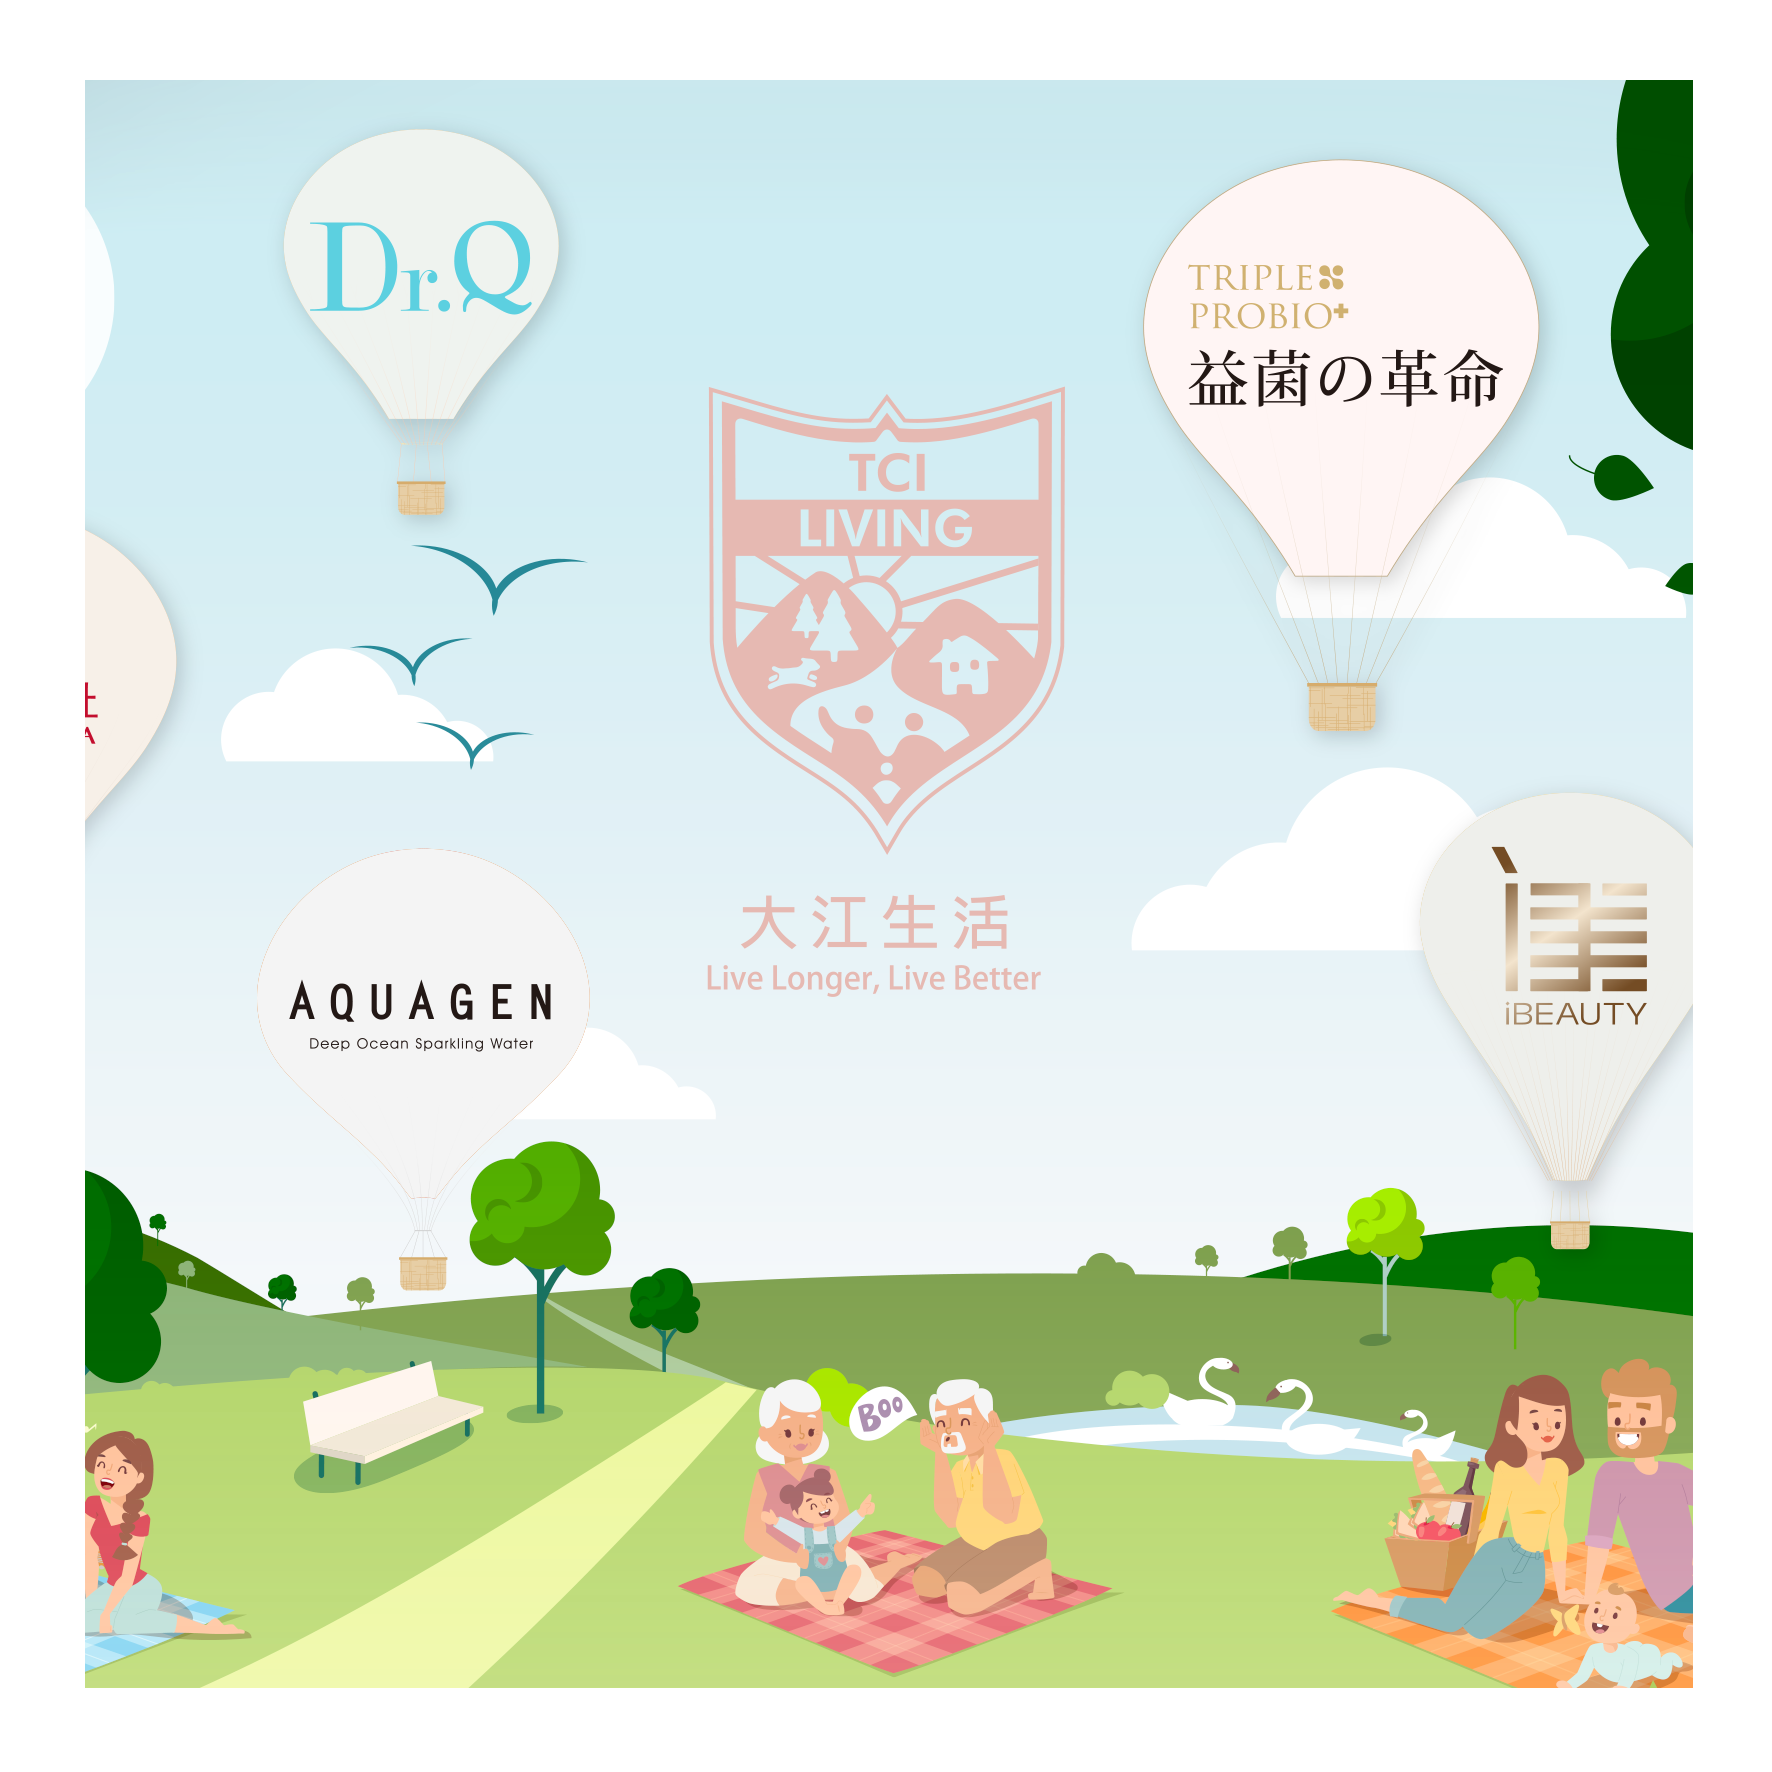 Dr.Q
TRIPLE
PROBIO+
益菌の革命
TCI
LIVING
大江生活
Live Longer, Live Better
AQUAGEN
Deep Ocean Sparkling Water
iBEAUTY
BOO